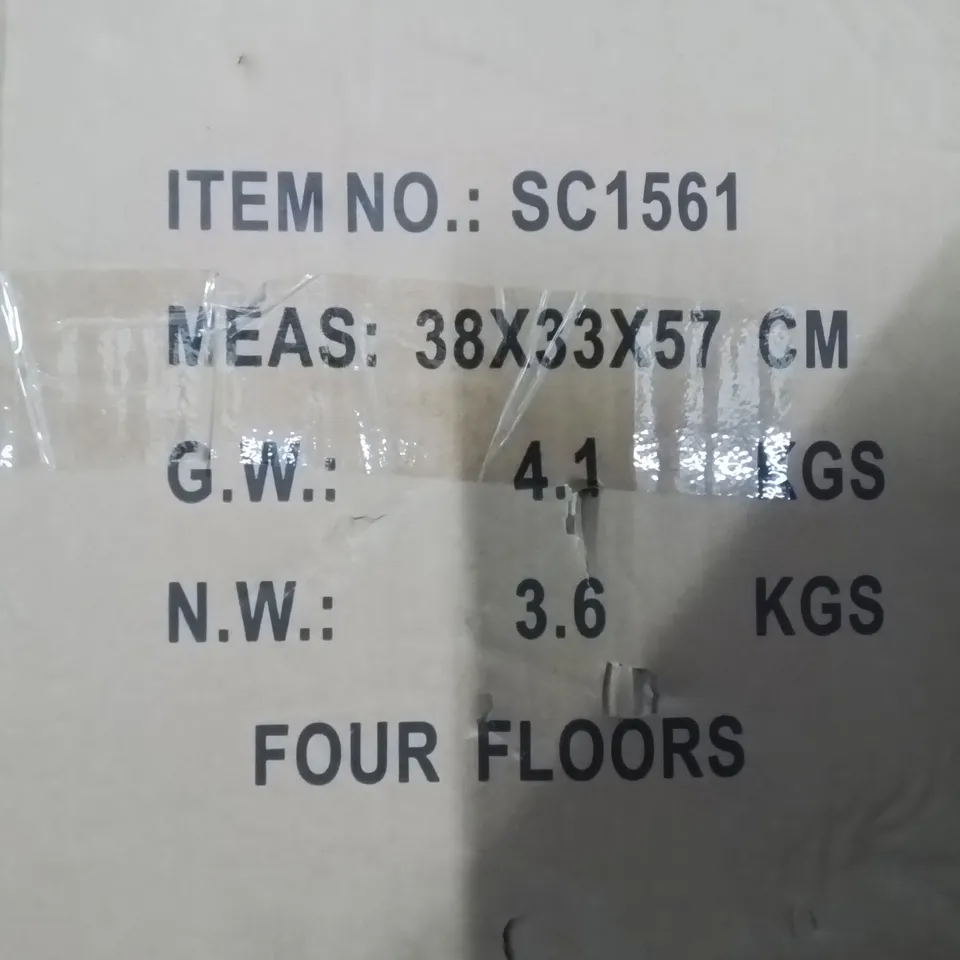 ITEM NO.: SC1561
MEAS: 38X33X57 CM
G.W.: 4.1 KGS
N.W.: 3.6 KGS
FOUR FLOORS